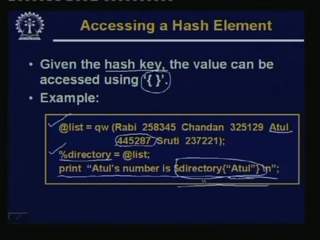 Accessing a Hash Element
• Given the hash key, the value can be
accessed using '{ }'.
• Example:
@list = qw (Rabi 258345 Chandan 325129 Atul
445287 Sruti 237221);
%directory = @list;
print "Atul's number is $directory{"Atul"} \n";